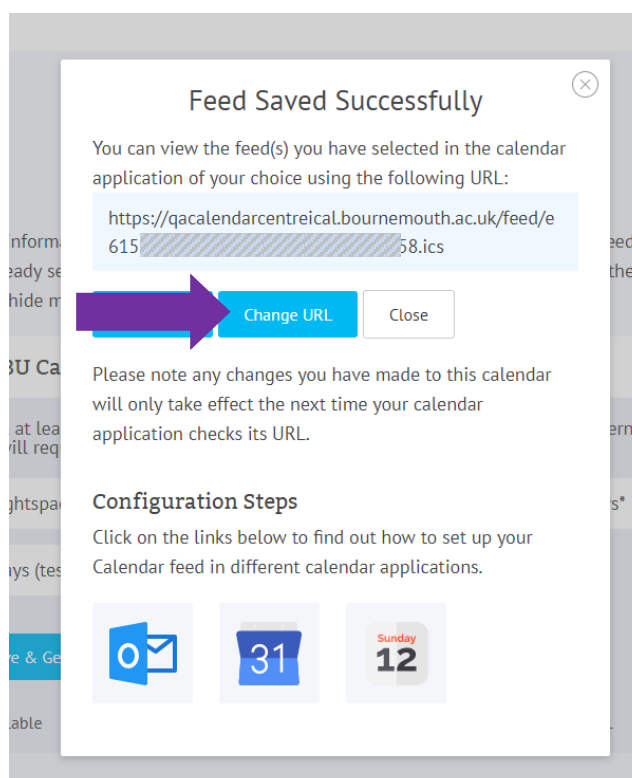 Feed Saved Successfully
You can view the feed(s) you have selected in the calendar
application of your choice using the following URL:
https://qacalendarcentreical.bournemouth.ac.uk/feed/e
615 58.ics
Change URL
Close
Please note any changes you have made to this calendar
will only take effect the next time your calendar
application checks its URL.
Configuration Steps
Click on the links below to find out how to set up your
Calendar feed in different calendar applications.
31
Sunday
12